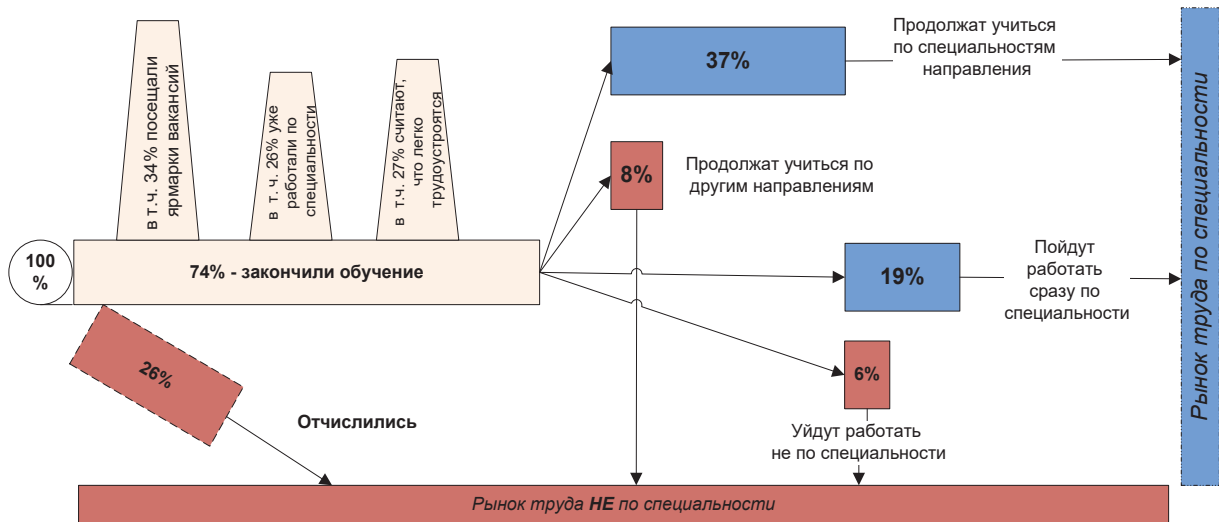 в т.ч. 34% посещали
ярмарки вакансий
в т. ч. 26% уже
работали по
специальности
в т.ч. 27% считают,
что легко
трудоустроятся
37%
Продолжат учиться
по специальностям
направления
8%
Продолжат учиться по
другим направлениям
100
%
74% - закончили обучение
19%
Пойдут
работать
сразу по
специальности
26%
Отчислились
6%
Уйдут работать
не по специальности
Рынок труда по специальности
Рынок труда НЕ по специальности